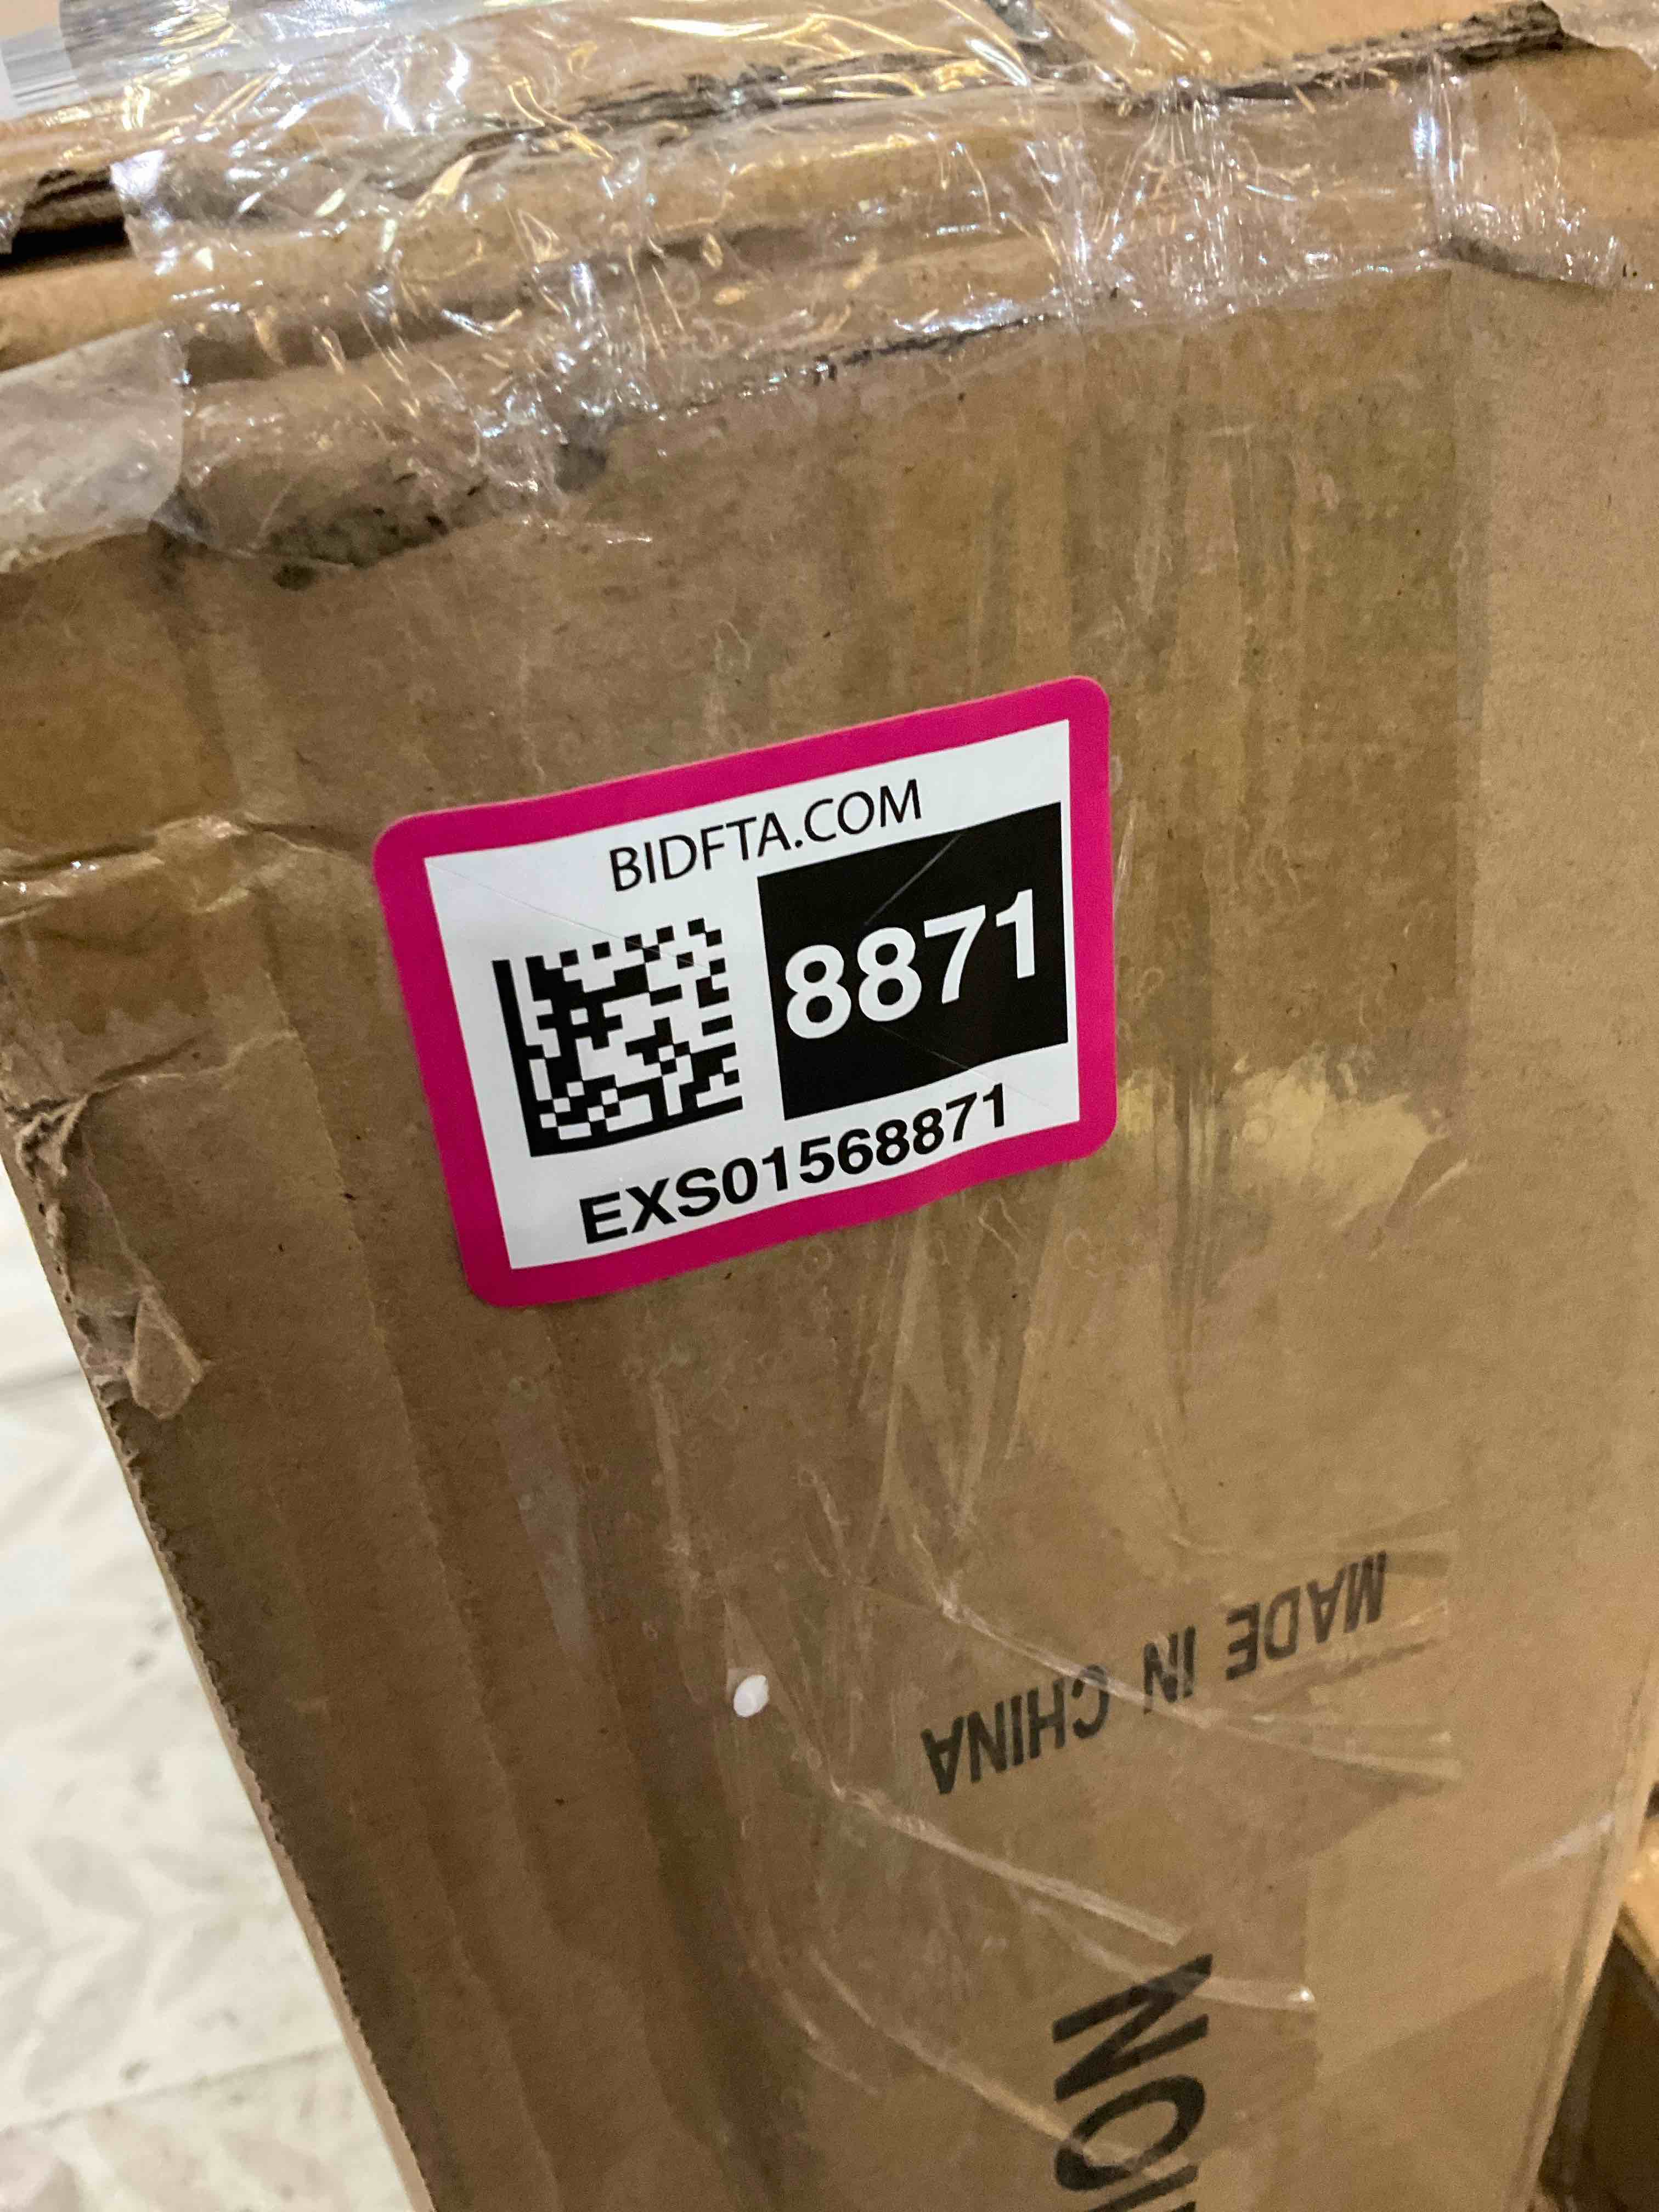 BIDFTA.COM
8871
EXS01568871
MADE IN CHINA